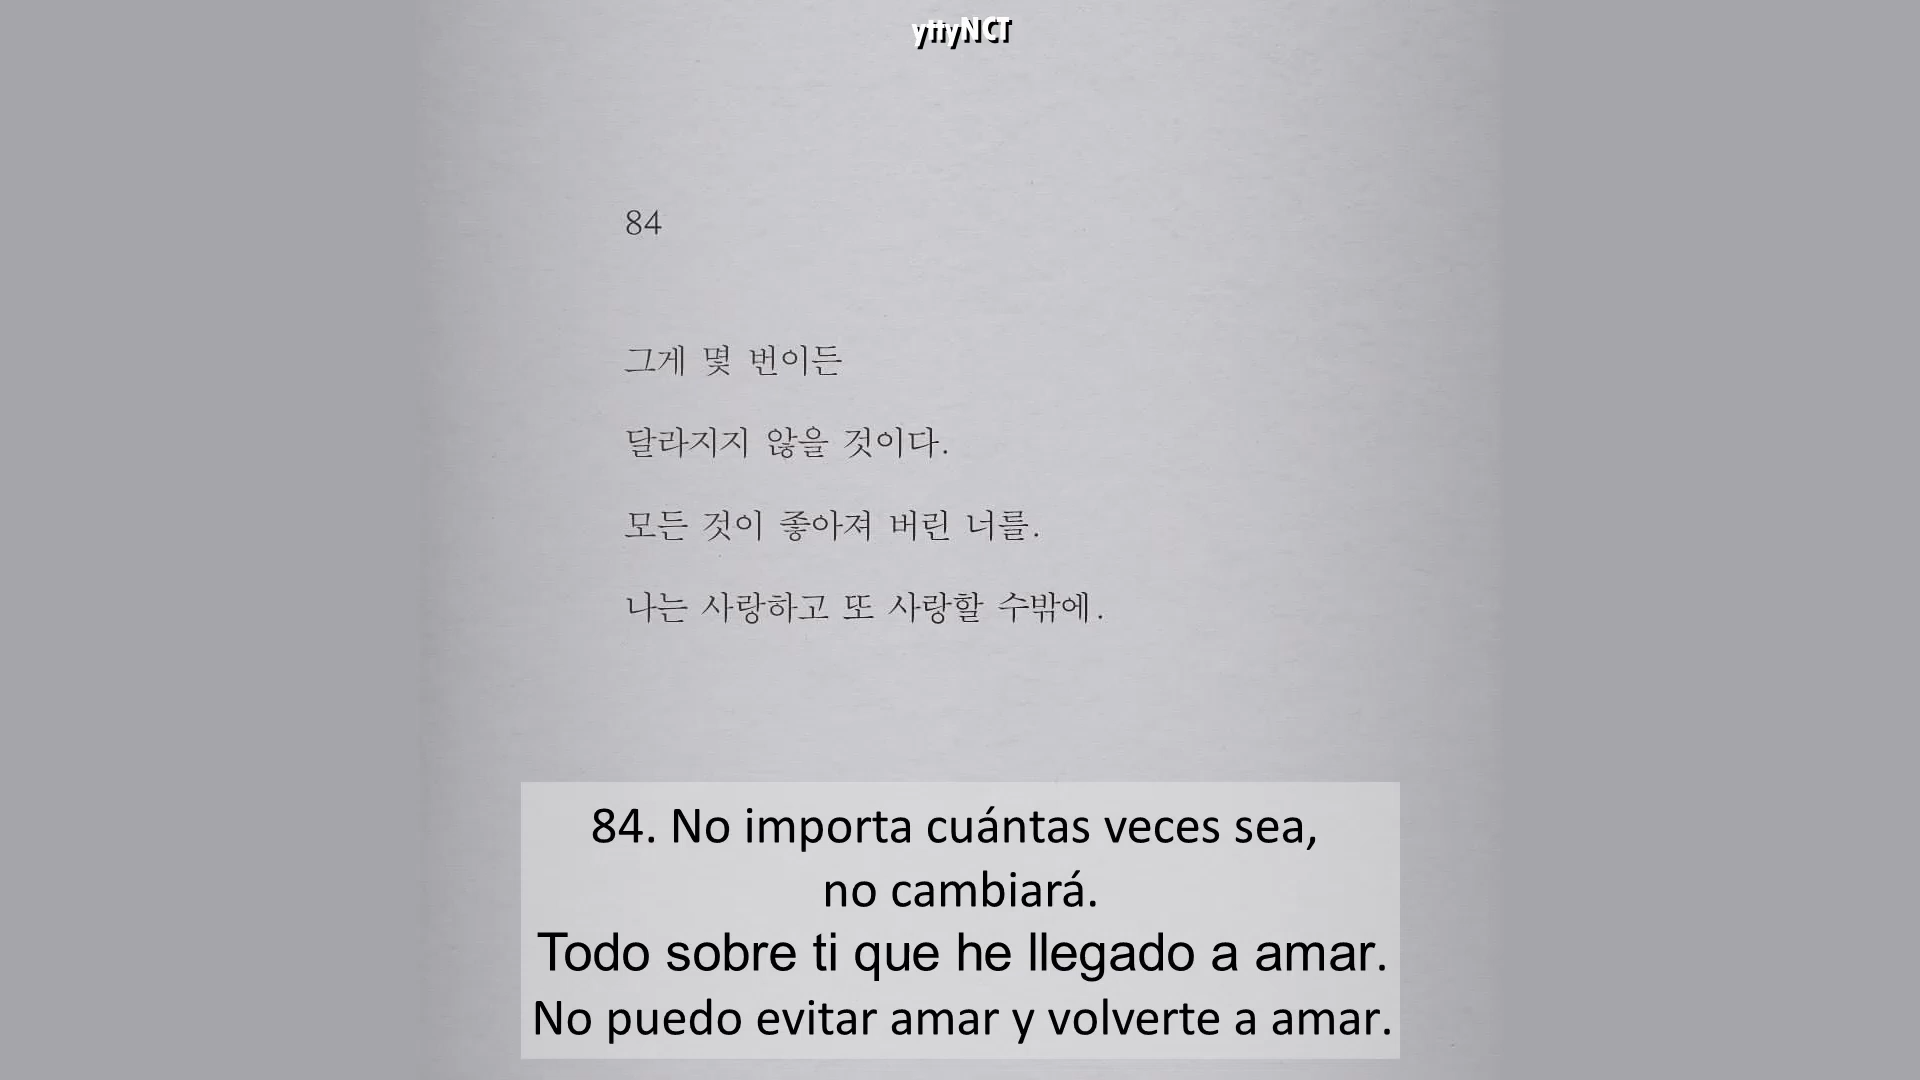 yttyNCT
84
그게 몇 번이든
달라지지 않을 것이다.
모든 것이 좋아져 버린 너를.
나는 사랑하고 또 사랑할 수밖에.
84. No importa cuántas veces sea,
no cambiará.
Todo sobre ti que he llegado a amar.
No puedo evitar amar y volverte a amar.